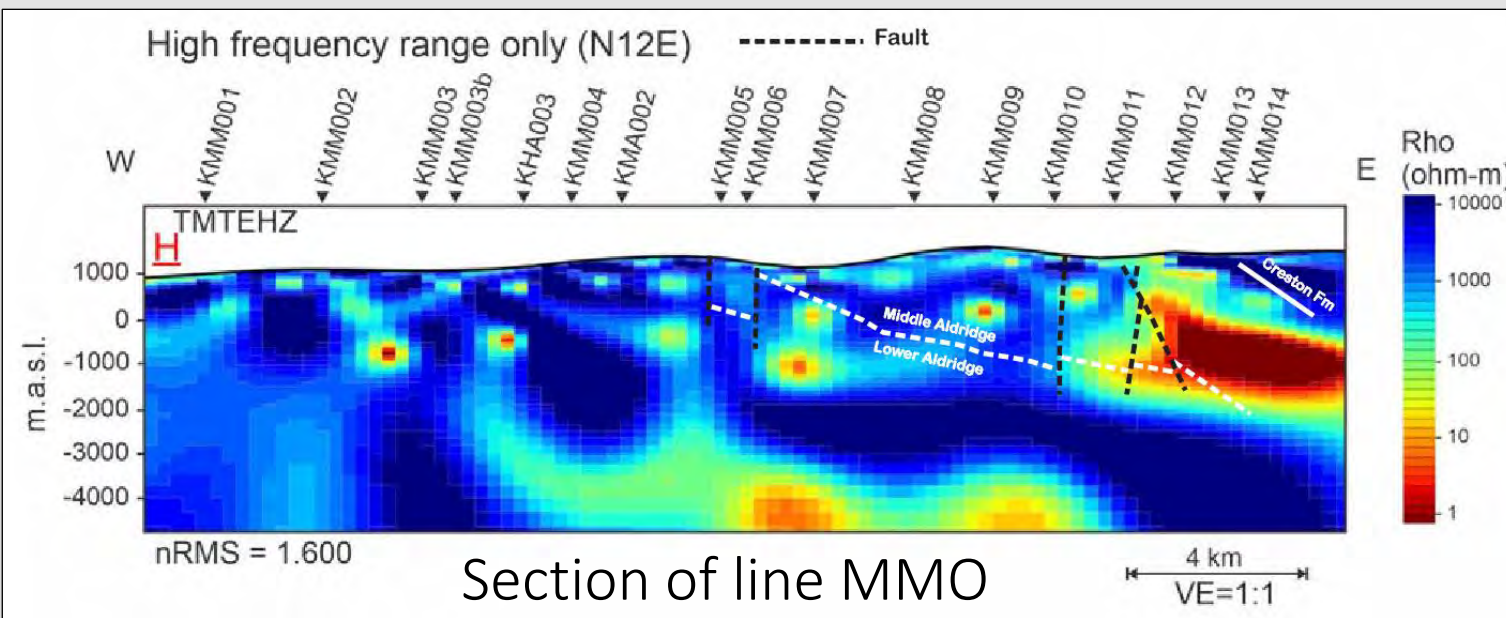 High frequency range only (N12E)
Fault
W
KMM001
KMM002
KMM003
KMM003b
KHA003
KMM004
KMA002
KMM005
KMM006
KMM007
KMM008
KMM009
KMM010
KMM011
KMM012
KMM013
KMM014
E
Rho
(ohm-m)
TMTEHZ
H
Creston Fm
Middle Aldridge
Lower Aldridge
m.a.s.l.
1000
0
-1000
-2000
-3000
-4000
10000
1000
100
10
1
nRMS = 1.600
Section of line MMO
4 km
VE=1:1